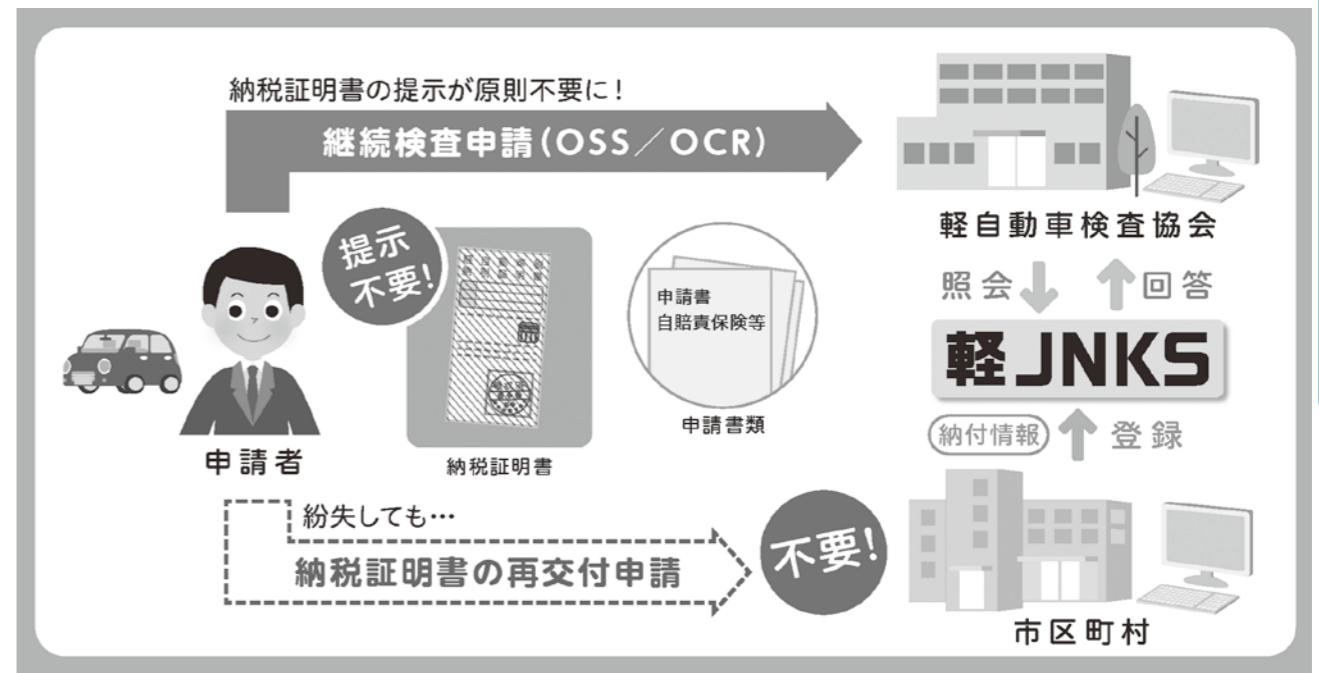 納税証明書の提示が原則不要に!
継続検査申請(OSS/OCR)
軽自動車検査協会
提示
不要!
申請書
自賠責保険等
照会
回答
軽JNKS
申請書類
納付情報
登録
申請者
納税証明書
紛失しても…
納税証明書の再交付申請
不要!
市区町村